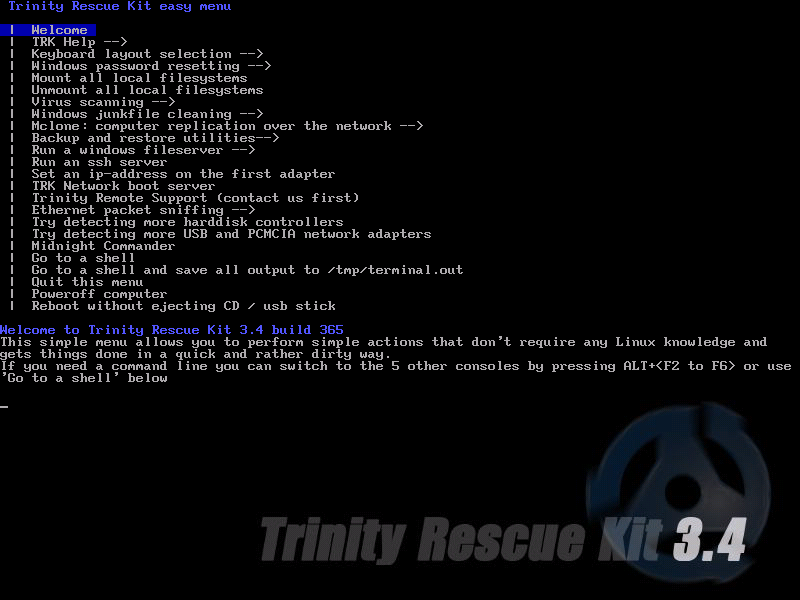 Trinity Rescue Kit easy menu
| Welcome
| TRK Help -->
| Keyboard layout selection -->
| Windows password resetting -->
| Mount all local filesystems
| Unmount all local filesystems
| Virus scanning -->
| Windows junkfile cleaning -->
| Mclone: computer replication over the network -->
| Backup and restore utilities-->
| Run a windows fileserver -->
| Run an ssh server
| Set an ip-address on the first adapter
| TRK Network boot server
| Trinity Remote Support (contact us first)
| Ethernet packet sniffing -->
| Try detecting more harddisk controllers
| Try detecting more USB and PCMCIA network adapters
| Midnight Commander
| Go to a shell
| Go to a shell and save all output to /tmp/terminal.out
| Quit this menu
| Poweroff computer
| Reboot without ejecting CD / usb stick
Welcome to Trinity Rescue Kit 3.4 build 365
This simple menu allows you to perform simple actions that don't require any Linux knowledge and
gets things done in a quick and rather dirty way.
If you need a command line you can switch to the 5 other consoles by pressing ALT+<F2 to F6> or use
'Go to a shell' below
Trinity Rescue Kit 3.4